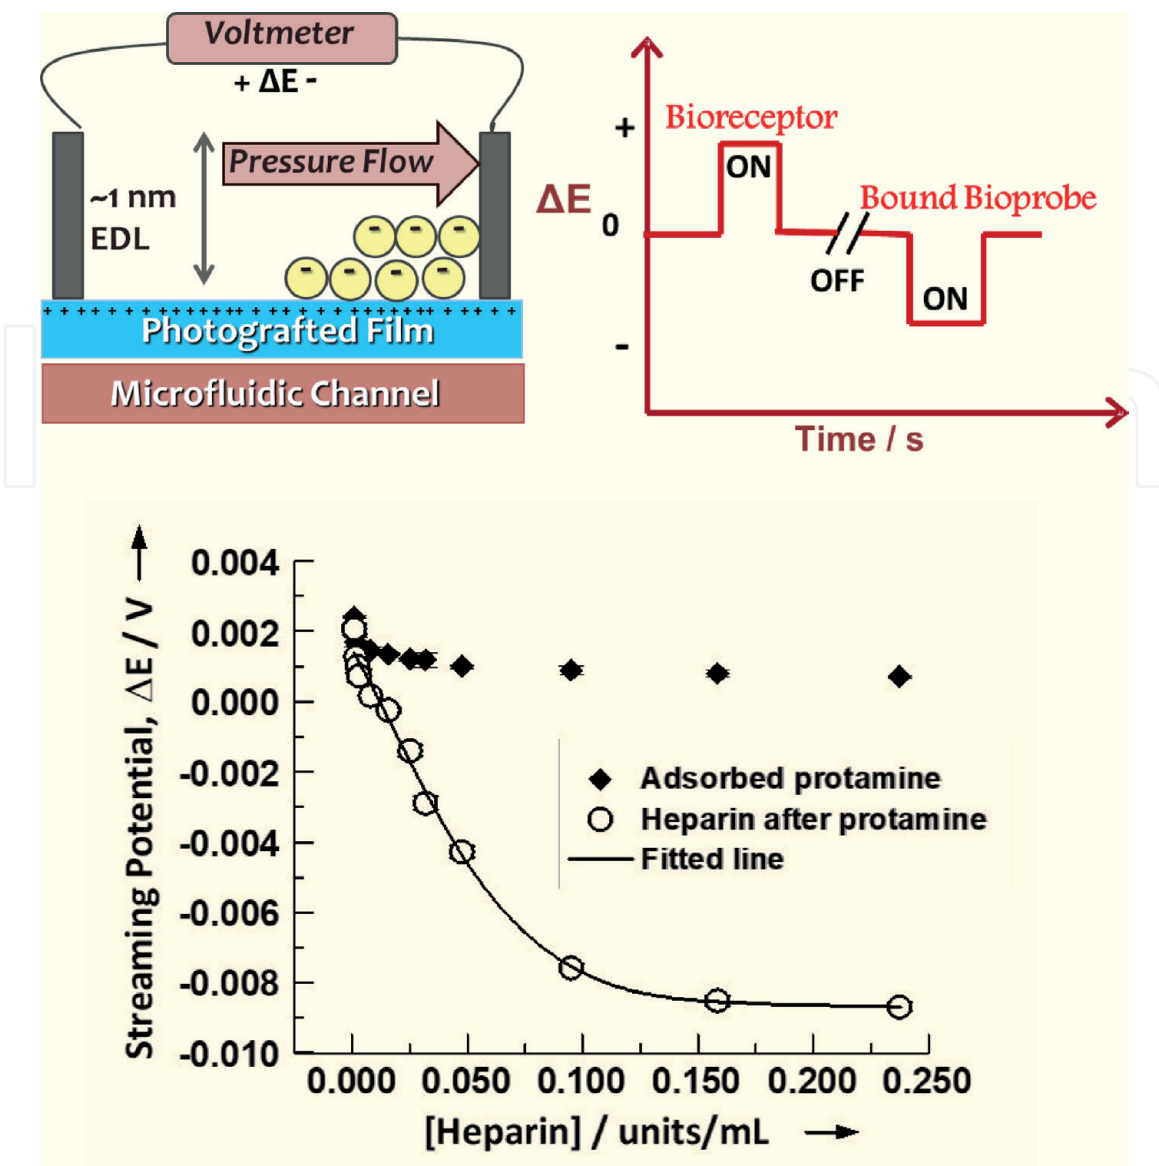 Voltmeter
+ ΔE -
Pressure Flow
~1 nm
EDL
- - -
- - - -
+++++++++++++++++++++++++
Photografted Film
Microfluidic Channel
ΔE
+
0
-
Bioreceptor
ON
Bound Bioprobe
OFF
ON
Time / s
Streaming Potential, ΔE / V
0.004
0.002
0.000
-0.002
-0.004
-0.006
-0.008
-0.010
Adsorbed protamine
Heparin after protamine
Fitted line
0.000 0.050 0.100 0.150 0.200 0.250
[Heparin] / units/mL